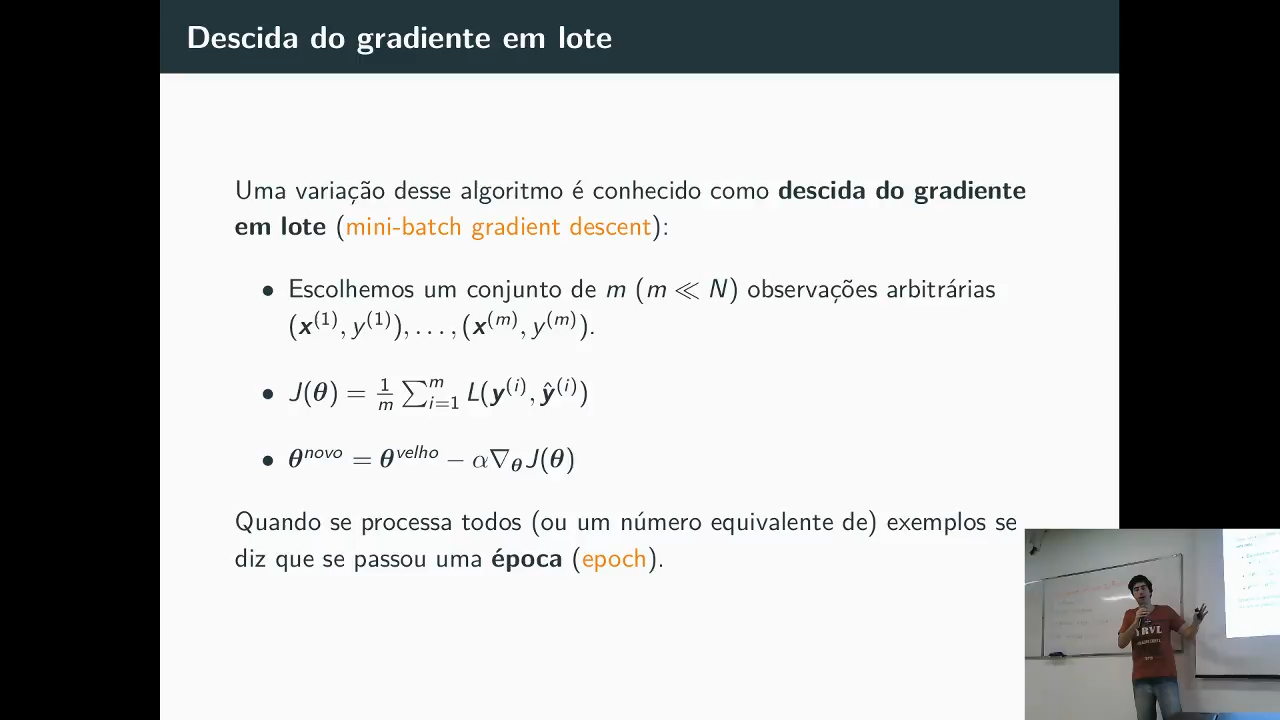 Descida do gradiente em lote
Uma variação desse algoritmo é conhecido como descida do gradiente
em lote (mini-batch gradient descent):
• Escolhemos um conjunto de m (m ≪ N) observações arbitrárias
(x⁽¹⁾, y⁽¹⁾), . . . , (x⁽ᵐ⁾, y⁽ᵐ⁾).
• J(θ) = 1/m ∑ᵢ₌₁ᵐ L(y⁽ⁱ⁾, ŷ⁽ⁱ⁾)
• θⁿᵒᵛᵒ = θᵛᵉˡʰᵒ − α∇_θ J(θ)
Quando se processa todos (ou um número equivalente de) exemplos se
diz que se passou uma época (epoch).